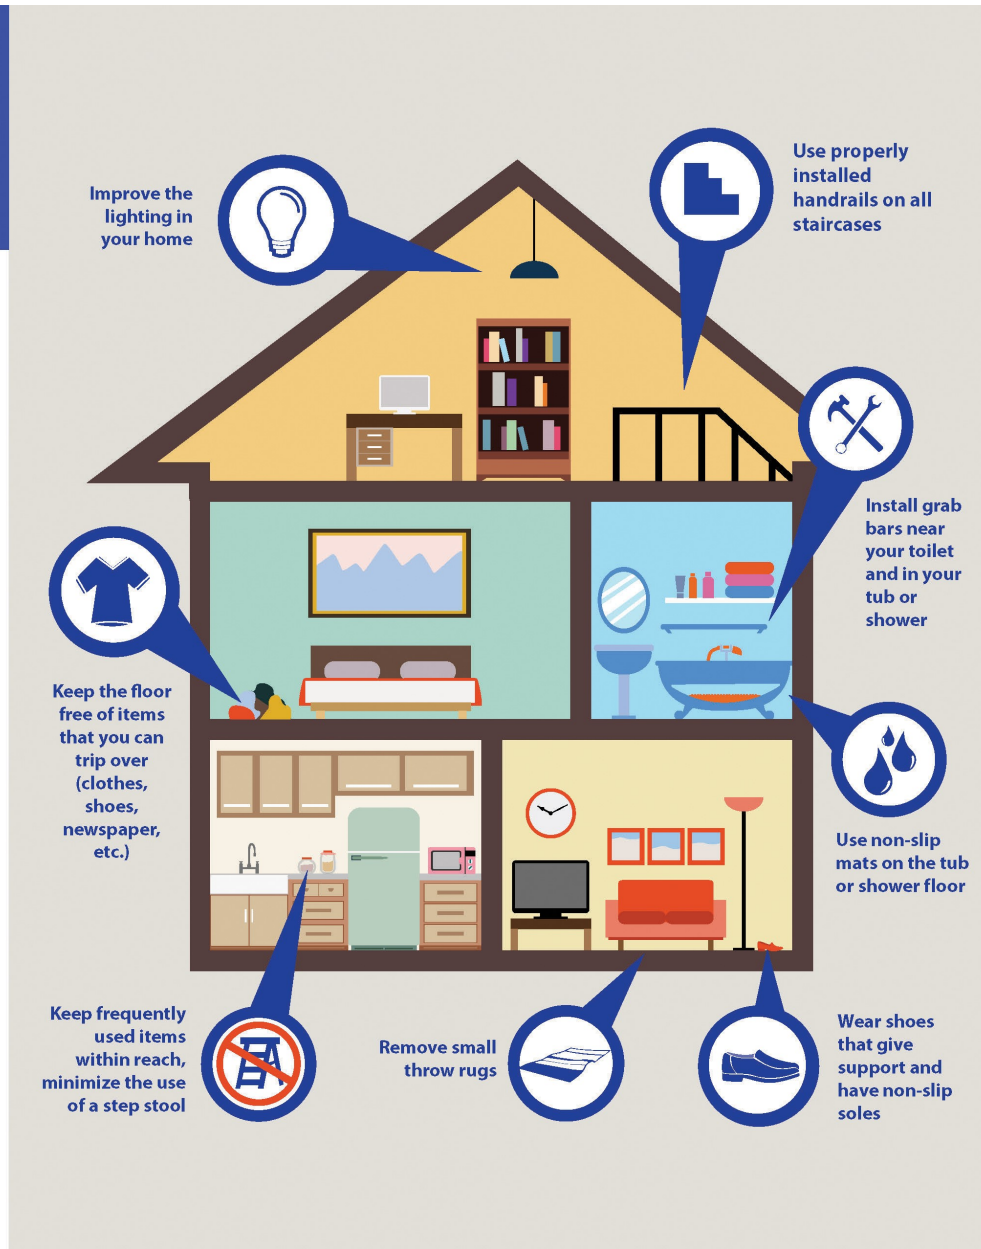 Improve the
lighting in
your home
Use properly
installed
handrails on all
staircases
Install grab
bars near
your toilet
and in your
tub or
shower
Keep the floor
free of items
that you can
trip over
(clothes,
shoes,
newspaper,
etc.)
Use non-slip
mats on the tub
or shower floor
Keep frequently
used items
within reach,
minimize the use
of a step stool
Remove small
throw rugs
Wear shoes
that give
support and
have non-slip
soles